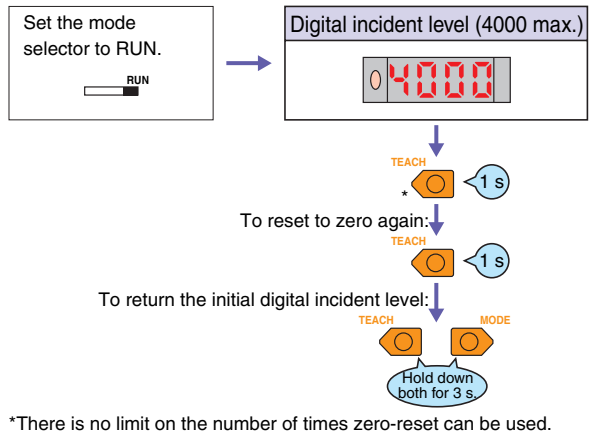 Set the mode
selector to RUN.
RUN
Digital incident level (4000 max.)
4000
TEACH
* 1 s
To reset to zero again:
TEACH
1 s
To return the initial digital incident level:
TEACH MODE
Hold down
both for 3 s.
*There is no limit on the number of times zero-reset can be used.